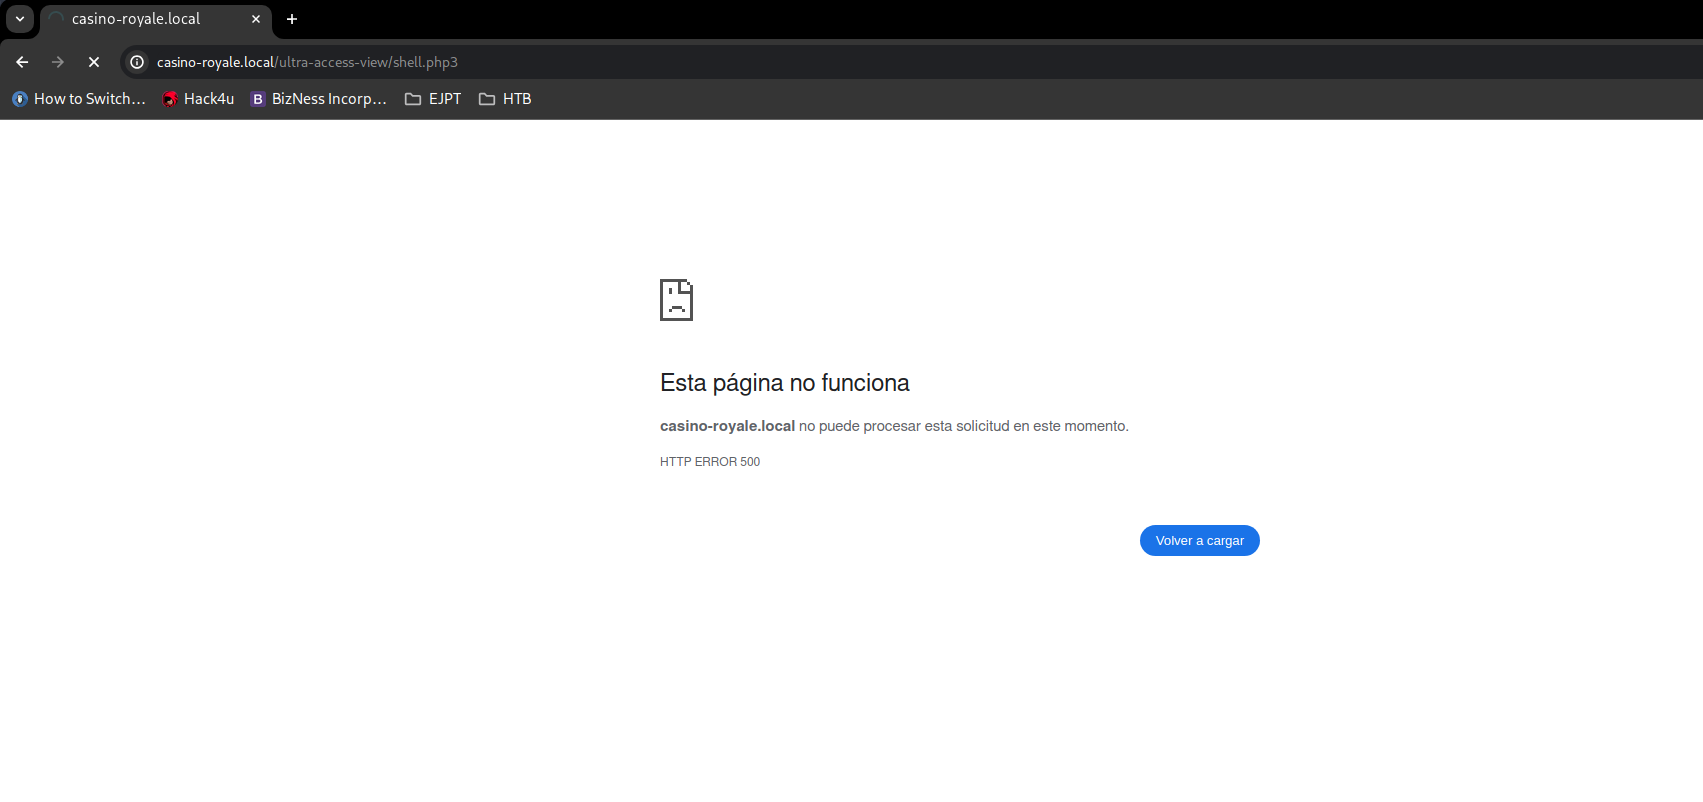 casino-royale.local
casino-royale.local/ultra-access-view/shell.php3
How to Switch... Hack4u B BizNess Incorp... EJPT HTB
Esta página no funciona
casino-royale.local no puede procesar esta solicitud en este momento.
HTTP ERROR 500
Volver a cargar